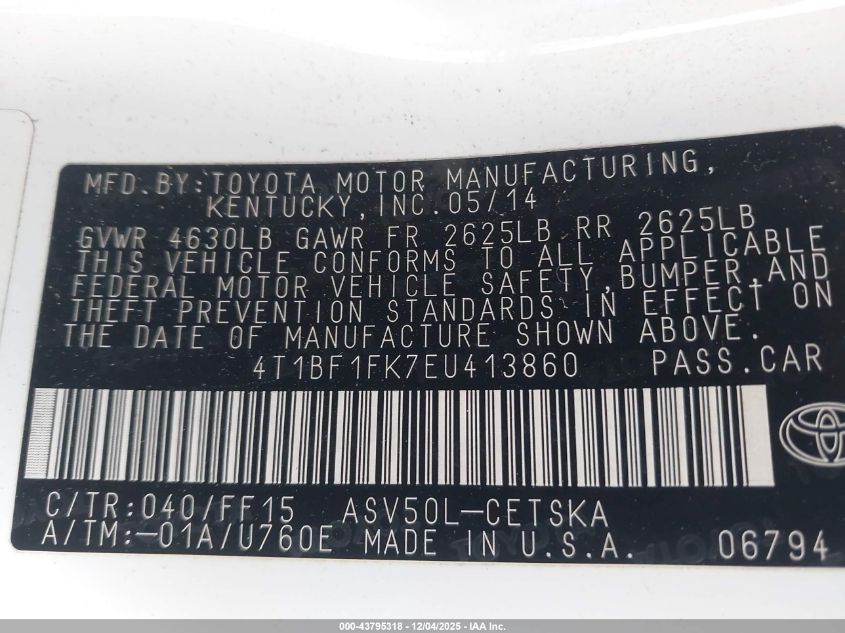 MFD.BY:TOYOTA MOTOR MANUFACTURING,
KENTUCKY,INC.05/14
GVWR 4630LB GAWR FR 2625LB RR 2625LB
THIS VEHICLE CONFORMS TO ALL APPLICABLE
FEDERAL MOTOR VEHICLE SAFETY,BUMPER,AND
THEFT PREVENTION STANDARDS IN EFFECT ON
THE DATE OF MANUFACTURE SHOWN ABOVE.
4T1BF1FK7EU413860 PASS.CAR
C/TR:040/FF15 ASV50L-CETSKA
A/TM:-01A/U760E MADE IN U.S.A. 06794
000-43795318 - 12/04/2025 - IAA Inc.